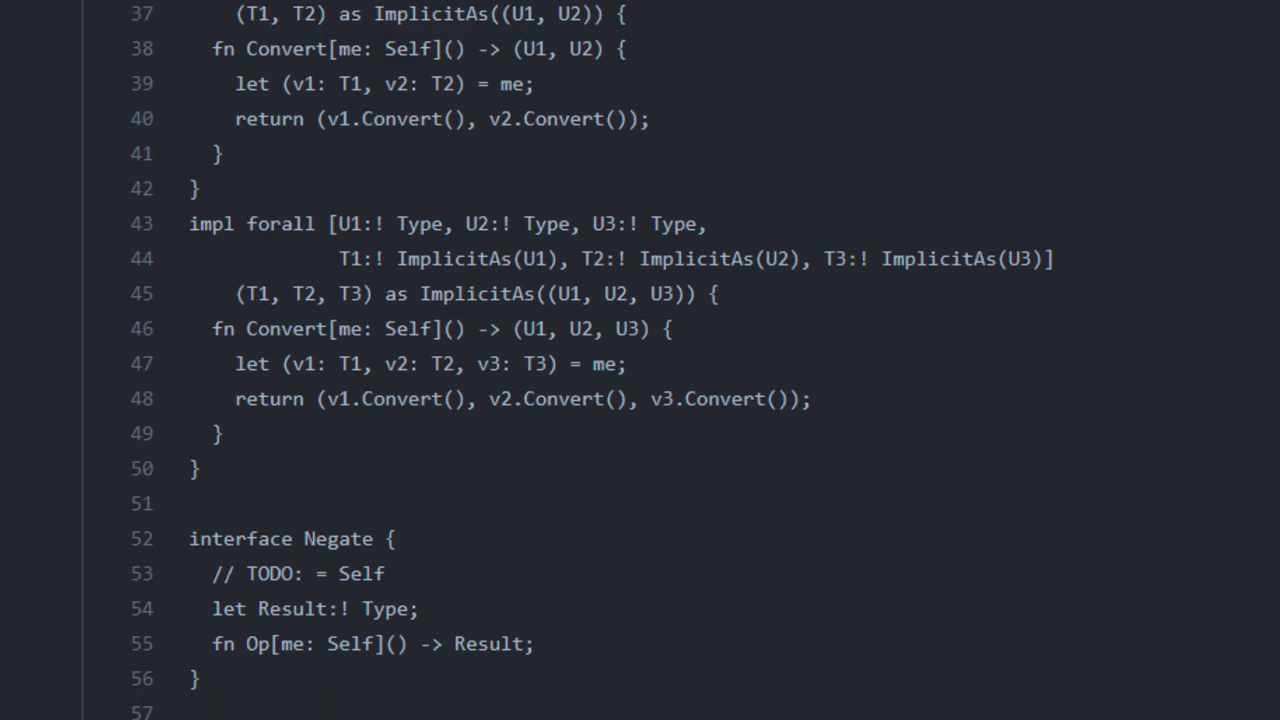 37 (T1, T2) as ImplicitAs((U1, U2)) {
38 fn Convert[me: Self]() -> (U1, U2) {
39 let (v1: T1, v2: T2) = me;
40 return (v1.Convert(), v2.Convert());
41 }
42 }
43 impl forall [U1:! Type, U2:! Type, U3:! Type,
44 T1:! ImplicitAs(U1), T2:! ImplicitAs(U2), T3:! ImplicitAs(U3)]
45 (T1, T2, T3) as ImplicitAs((U1, U2, U3)) {
46 fn Convert[me: Self]() -> (U1, U2, U3) {
47 let (v1: T1, v2: T2, v3: T3) = me;
48 return (v1.Convert(), v2.Convert(), v3.Convert());
49 }
50 }
51
52 interface Negate {
53 // TODO: = Self
54 let Result:! Type;
55 fn Op[me: Self]() -> Result;
56 }
57